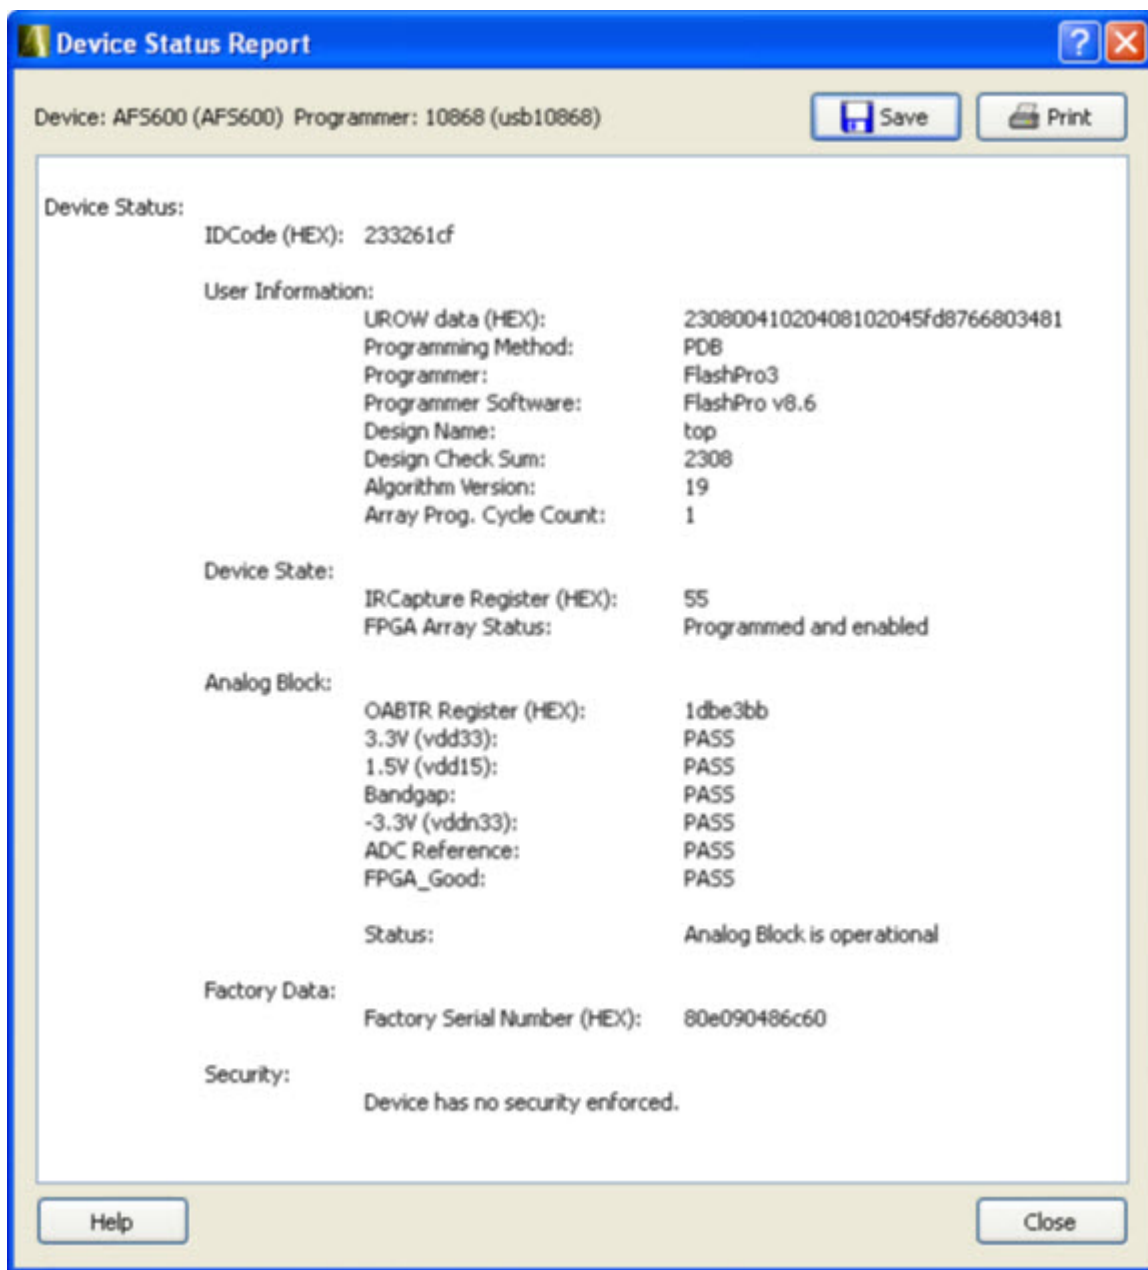 Device Status Report
Device: AFS600 (AFS600) Programmer: 10868 (usb10868)
Save
Print
Device Status:
IDCode (HEX): 233261cf
User Information:
UROW data (HEX): 23080041020408102045fd8766803481
Programming Method: PDB
Programmer: FlashPro3
Programmer Software: FlashPro v8.6
Design Name: top
Design Check Sum: 2308
Algorithm Version: 19
Array Prog. Cycle Count: 1
Device State:
IRCapture Register (HEX): 55
FPGA Array Status: Programmed and enabled
Analog Block:
OABTR Register (HEX): 1dbe3bb
3.3V (vdd33): PASS
1.5V (vdd15): PASS
Bandgap: PASS
-3.3V (vddn33): PASS
ADC Reference: PASS
FPGA_Good: PASS
Status: Analog Block is operational
Factory Data:
Factory Serial Number (HEX): 80e090486c60
Security:
Device has no security enforced.
Help
Close